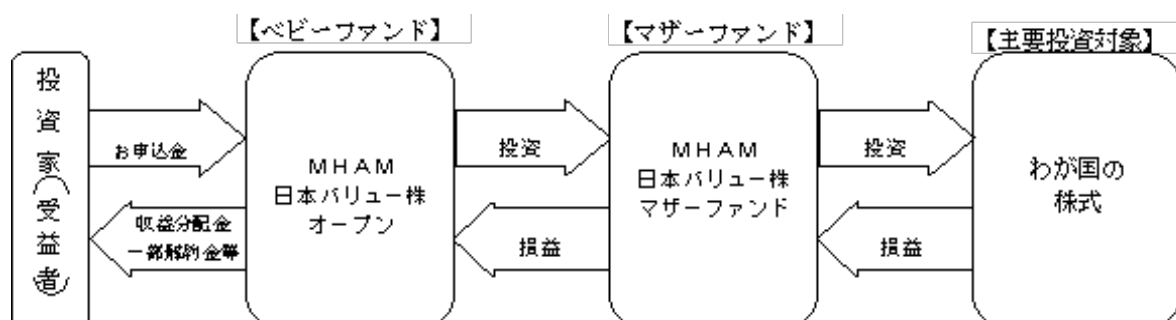 【ベビーファンド】
【マザーファンド】
【主要投資対象】
投資家(受益者)
お申込金
収益分配金
一部解約金等
MHAM
日本バリュー株
オープン
投資
損益
MHAM
日本バリュー株
マザーファンド
投資
損益
わが国の
株式